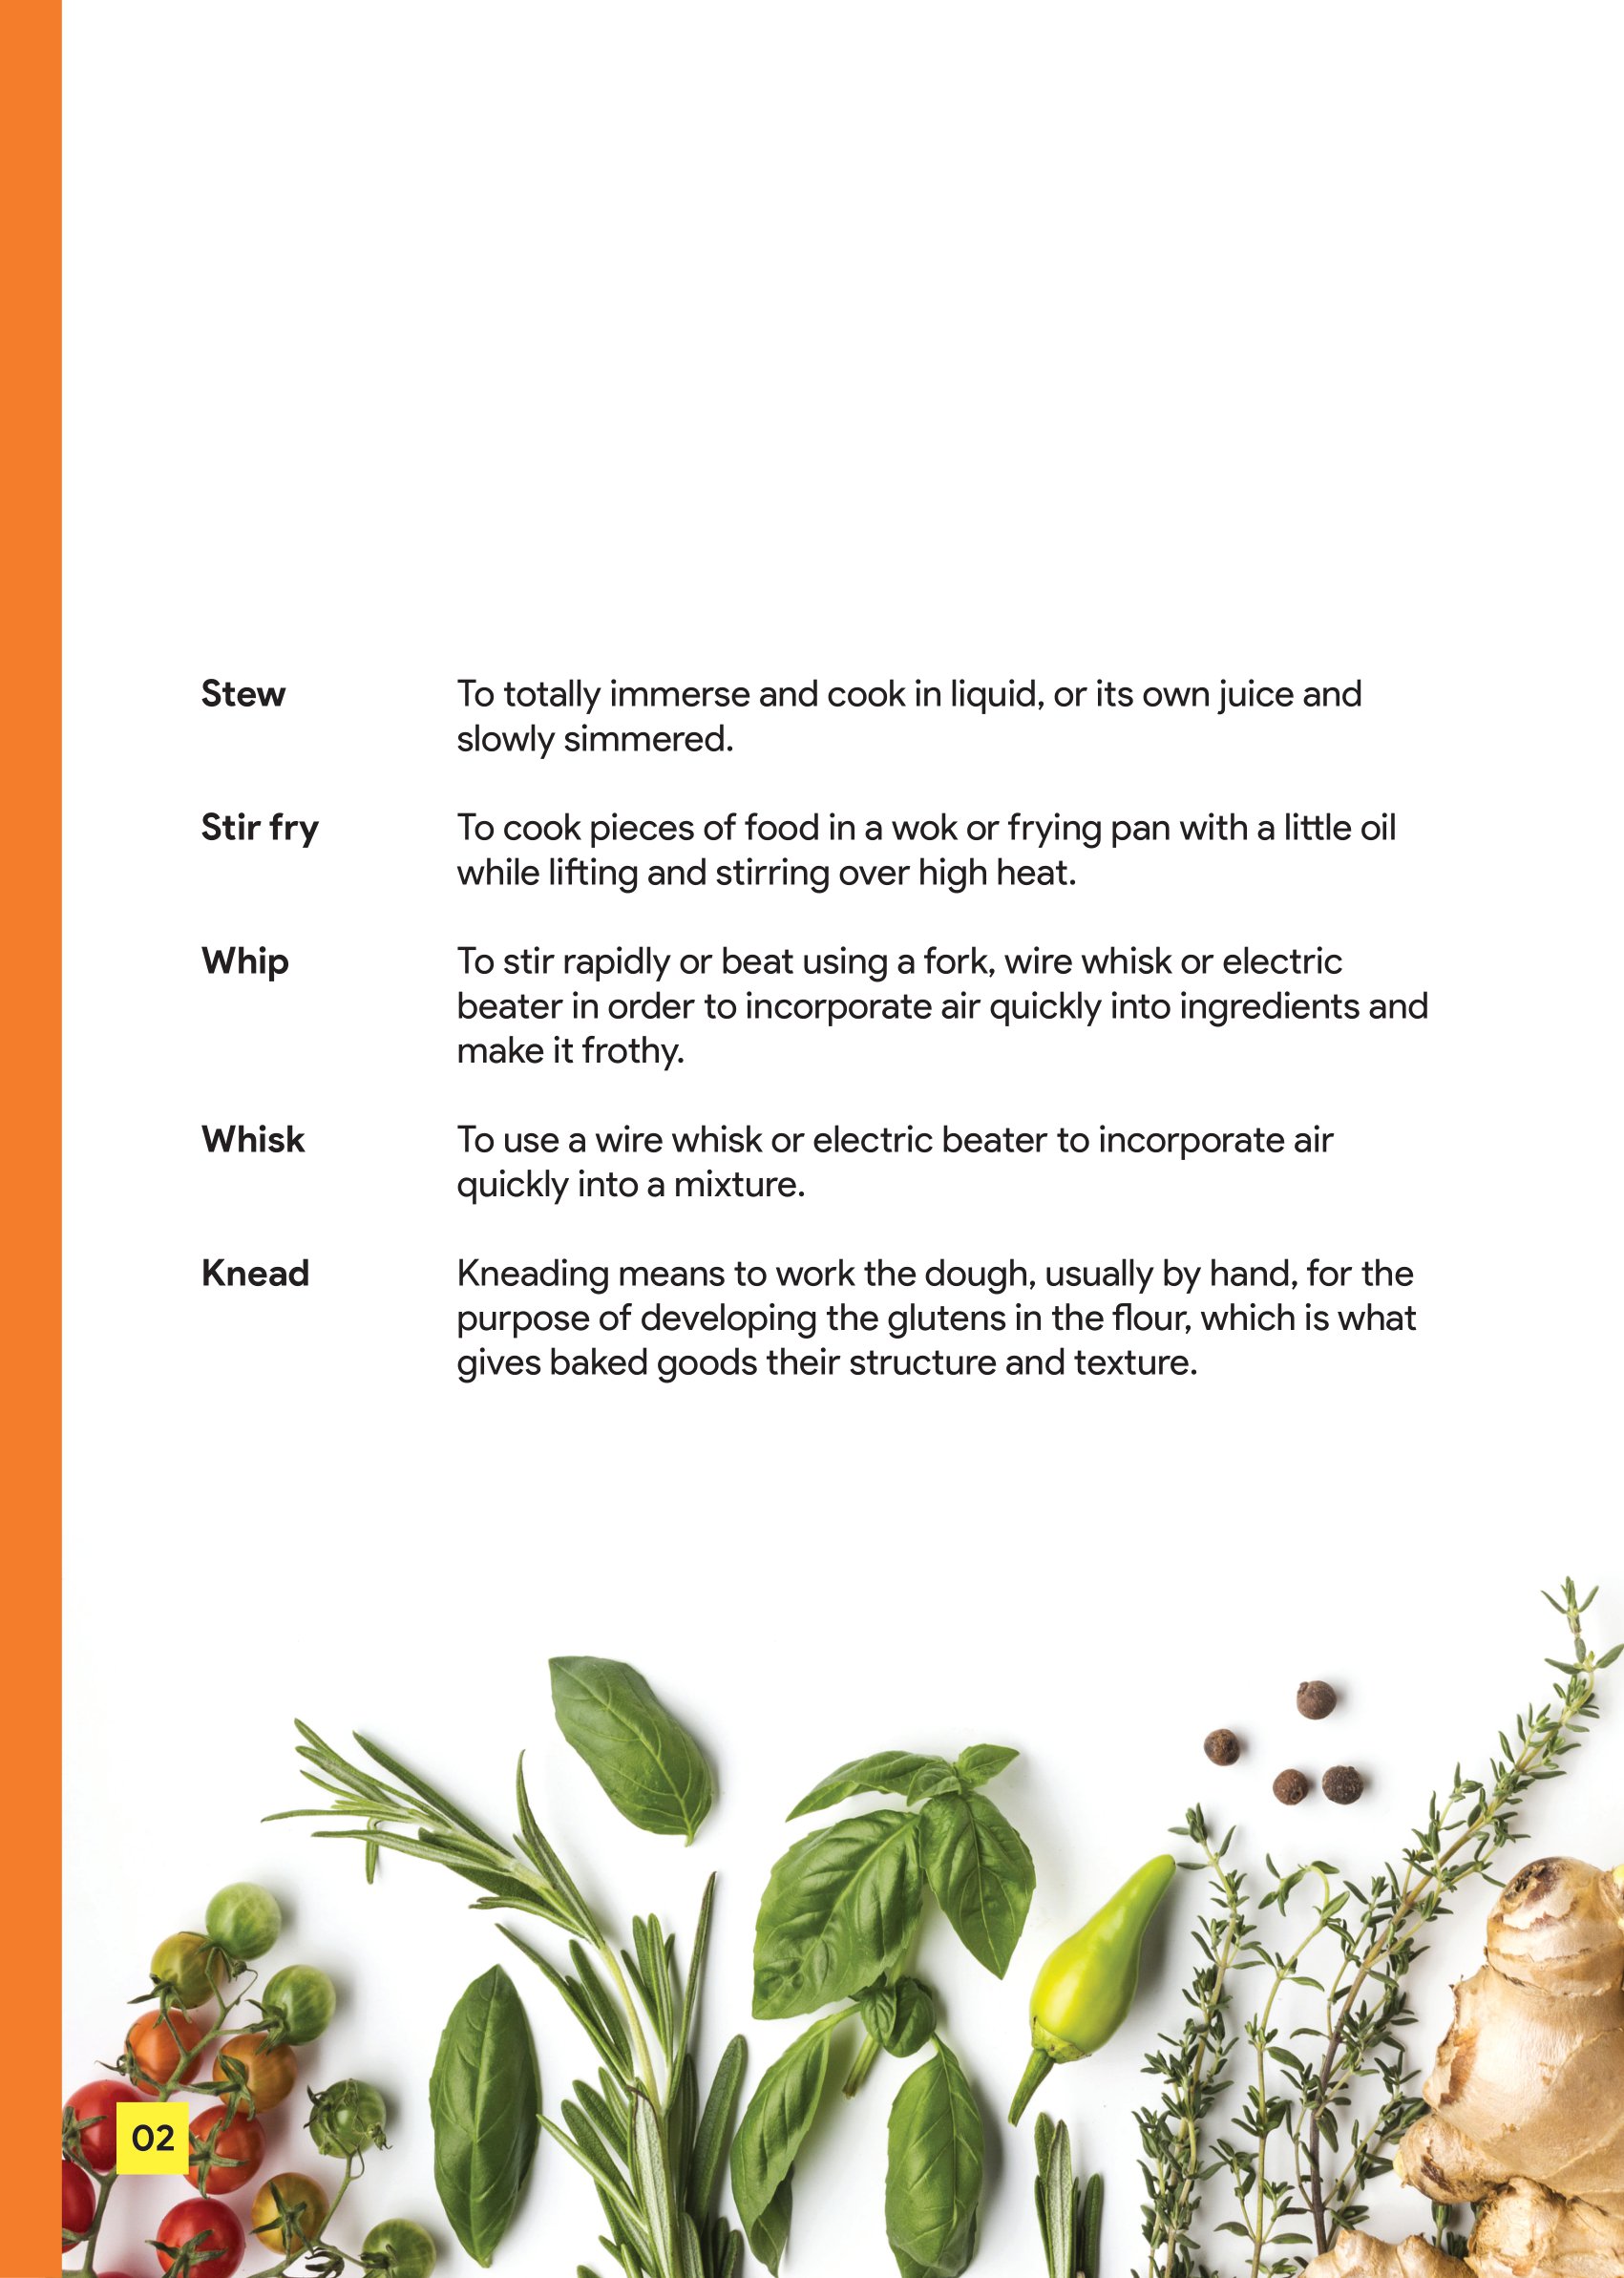 Stew
To totally immerse and cook in liquid, or its own juice and
slowly simmered.
Stir fry
To cook pieces of food in a wok or frying pan with a little oil
while lifting and stirring over high heat.
Whip
To stir rapidly or beat using a fork, wire whisk or electric
beater in order to incorporate air quickly into ingredients and
make it frothy.
Whisk
To use a wire whisk or electric beater to incorporate air
quickly into a mixture.
Knead
Kneading means to work the dough, usually by hand, for the
purpose of developing the glutens in the flour, which is what
gives baked goods their structure and texture.
02